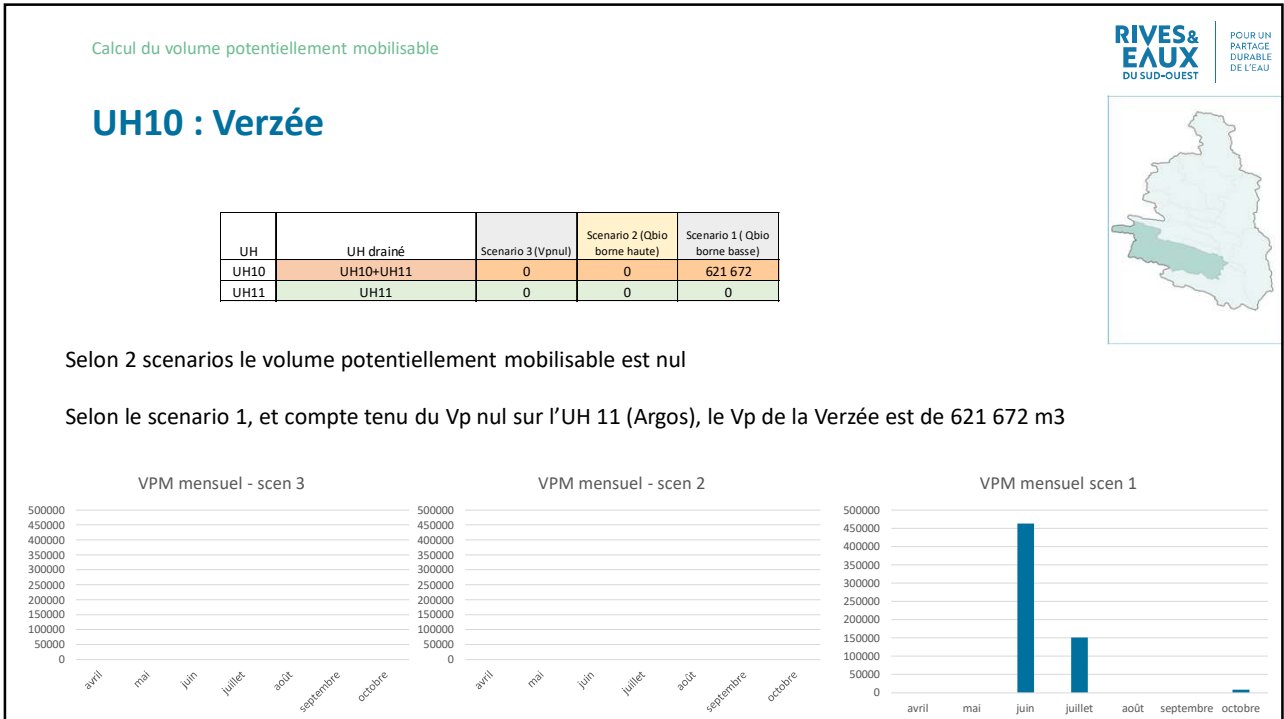 Calcul du volume potentiellement mobilisable
RIVES&
EAUX
DU SUD-OUEST
POUR UN
PARTAGE
DURABLE
DE L'EAU
UH10 : Verzée
UH UH drainé Scenario 3 (Vpnul) Scenario 2 (Qbio borne haute) Scenario 1 ( Qbio borne basse)
UH10 UH10+UH11 0 0 621 672
UH11 UH11 0 0 0
Selon 2 scenarios le volume potentiellement mobilisable est nul
Selon le scenario 1, et compte tenu du Vp nul sur l'UH 11 (Argos), le Vp de la Verzée est de 621 672 m3
VPM mensuel - scen 3
500000
450000
400000
350000
300000
250000
200000
150000
100000
50000
0
avril mai juin juillet août septembre octobre
VPM mensuel - scen 2
500000
450000
400000
350000
300000
250000
200000
150000
100000
50000
0
avril mai juin juillet août septembre octobre
VPM mensuel scen 1
500000
450000
400000
350000
300000
250000
200000
150000
100000
50000
0
avril mai juin juillet août septembre octobre